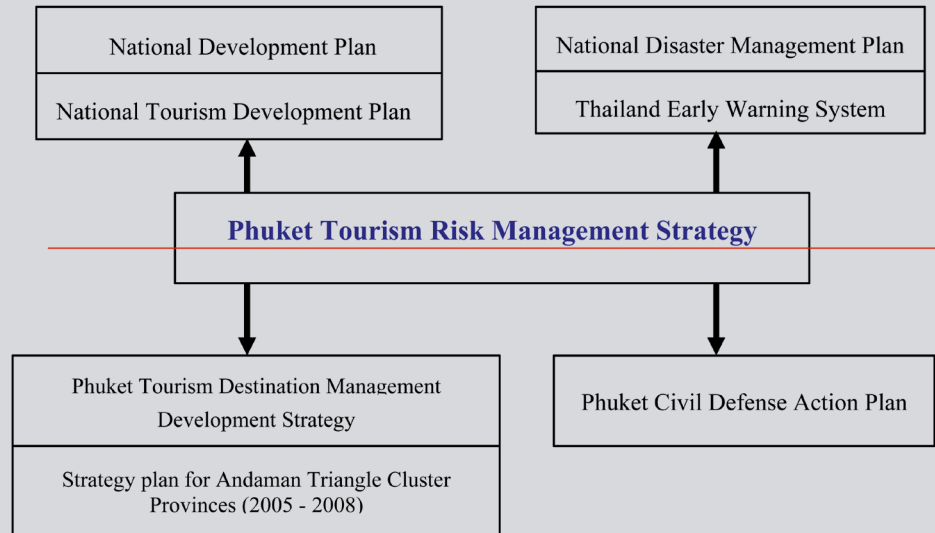 National Development Plan
National Tourism Development Plan
National Disaster Management Plan
Thailand Early Warning System
Phuket Tourism Risk Management Strategy
Phuket Tourism Destination Management
Development Strategy
Strategy plan for Andaman Triangle Cluster
Provinces (2005 - 2008)
Phuket Civil Defense Action Plan